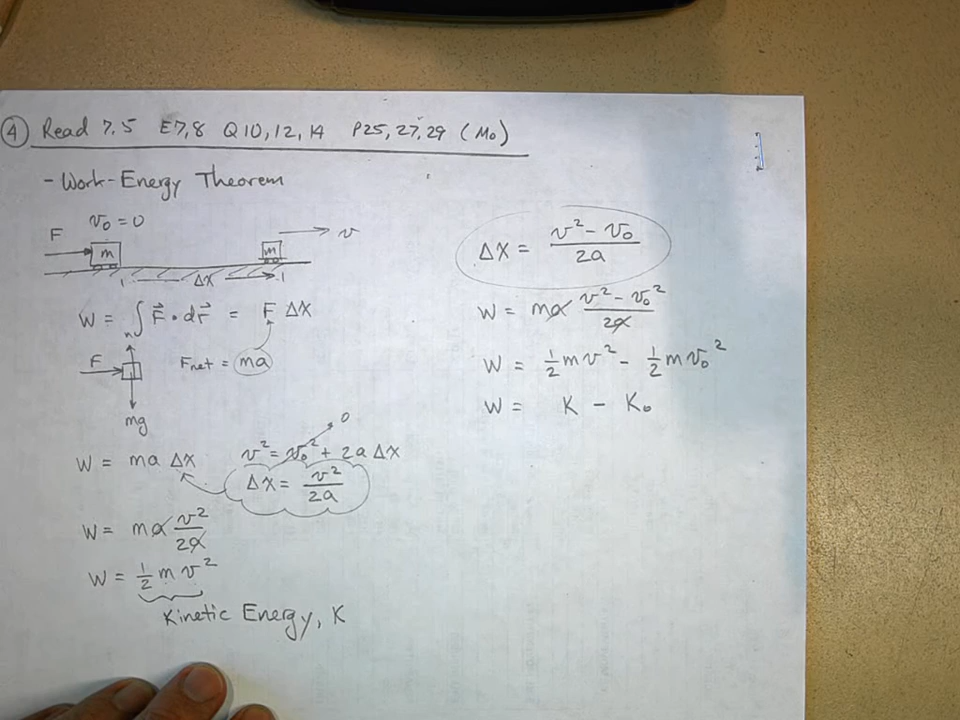 ④ Read 7.5 E7,8 Q10,12,14 P25,27,29 (Mo)
- Work-Energy Theorem
v₀ = 0
F m m v
Δx
W = ∫ F⃗ • dr⃗ = F Δx
n
F Fnet = ma
mg
0
W = ma Δx v² = v₀² + 2a Δx
Δx = v²/2a
W = ma v²/2a
W = ½ m v²
Kinetic Energy, K
Δx = (v² - v₀)/2a
W = ma (v² - v₀²)/2a
W = ½ m v² - ½ m v₀²
W = K - K₀